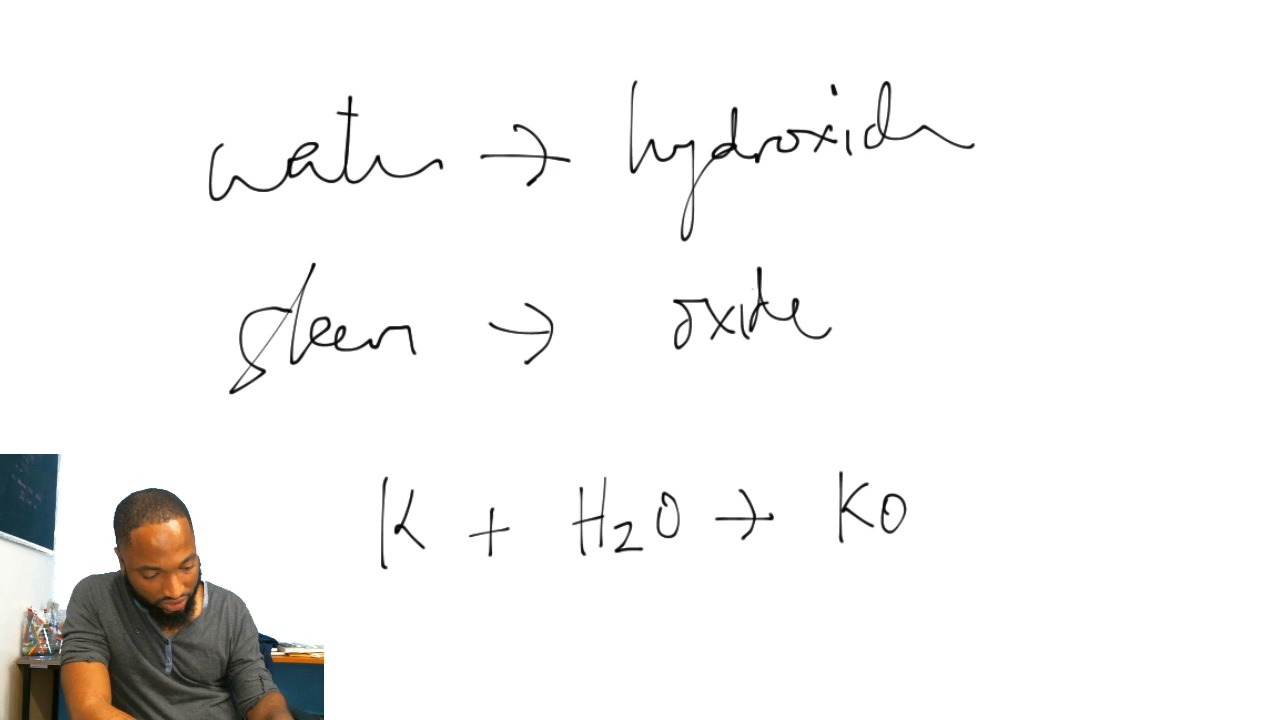 water → hydroxide
steam → oxide
K + H₂O → KO